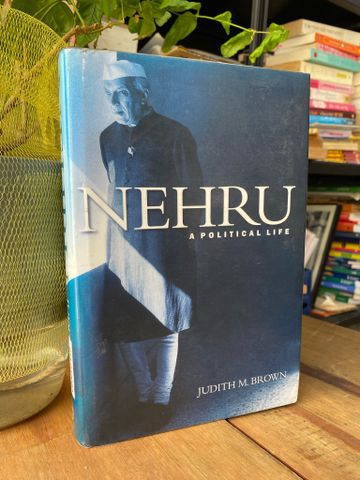 NEHRU
A POLITICAL LIFE
JUDITH M. BROWN